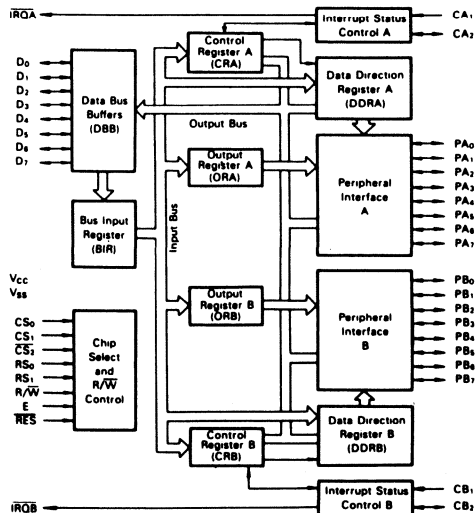 IRQA
Control
Register A
(CRA)
Interrupt Status
Control A
CA₁
CA₂
D₀
D₁
D₂
D₃
D₄
D₅
D₆
D₇
Data Bus
Buffers
(DBB)
Data Direction
Register A
(DDRA)
Output Bus
Output
Register A
(ORA)
Peripheral
Interface
A
PA₀
PA₁
PA₂
PA₃
PA₄
PA₅
PA₆
PA₇
Bus Input
Register
(BIR)
Input Bus
VCC
VSS
CS₀
CS₁
CS₂
RS₀
RS₁
R/W
E
RES
Chip
Select
and
R/W
Control
Output
Register B
(ORB)
Peripheral
Interface
B
PB₀
PB₁
PB₂
PB₃
PB₄
PB₅
PB₆
PB₇
Control
Register B
(CRB)
Data Direction
Register B
(DDRB)
Interrupt Status
Control B
CB₁
CB₂
IRQB